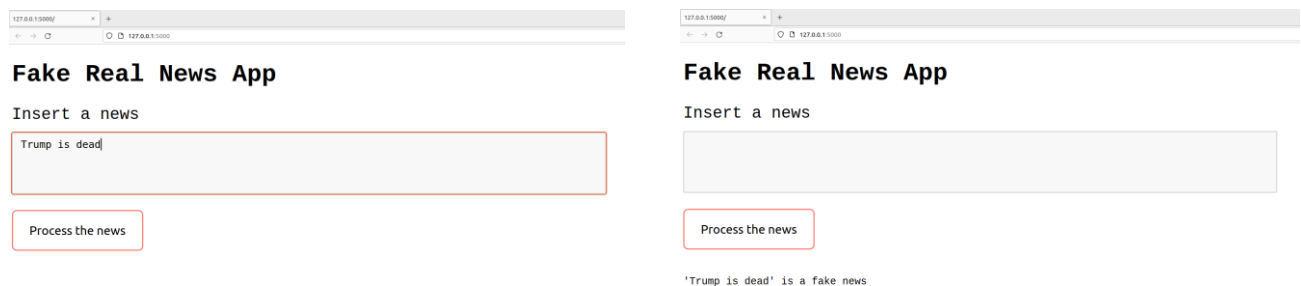 127.0.0.1:5000/ × +
127.0.0.1:5000
Fake Real News App
Insert a news
Trump is dead
Process the news
127.0.0.1:5000/ × +
127.0.0.1:5000
Fake Real News App
Insert a news
Process the news
'Trump is dead' is a fake news